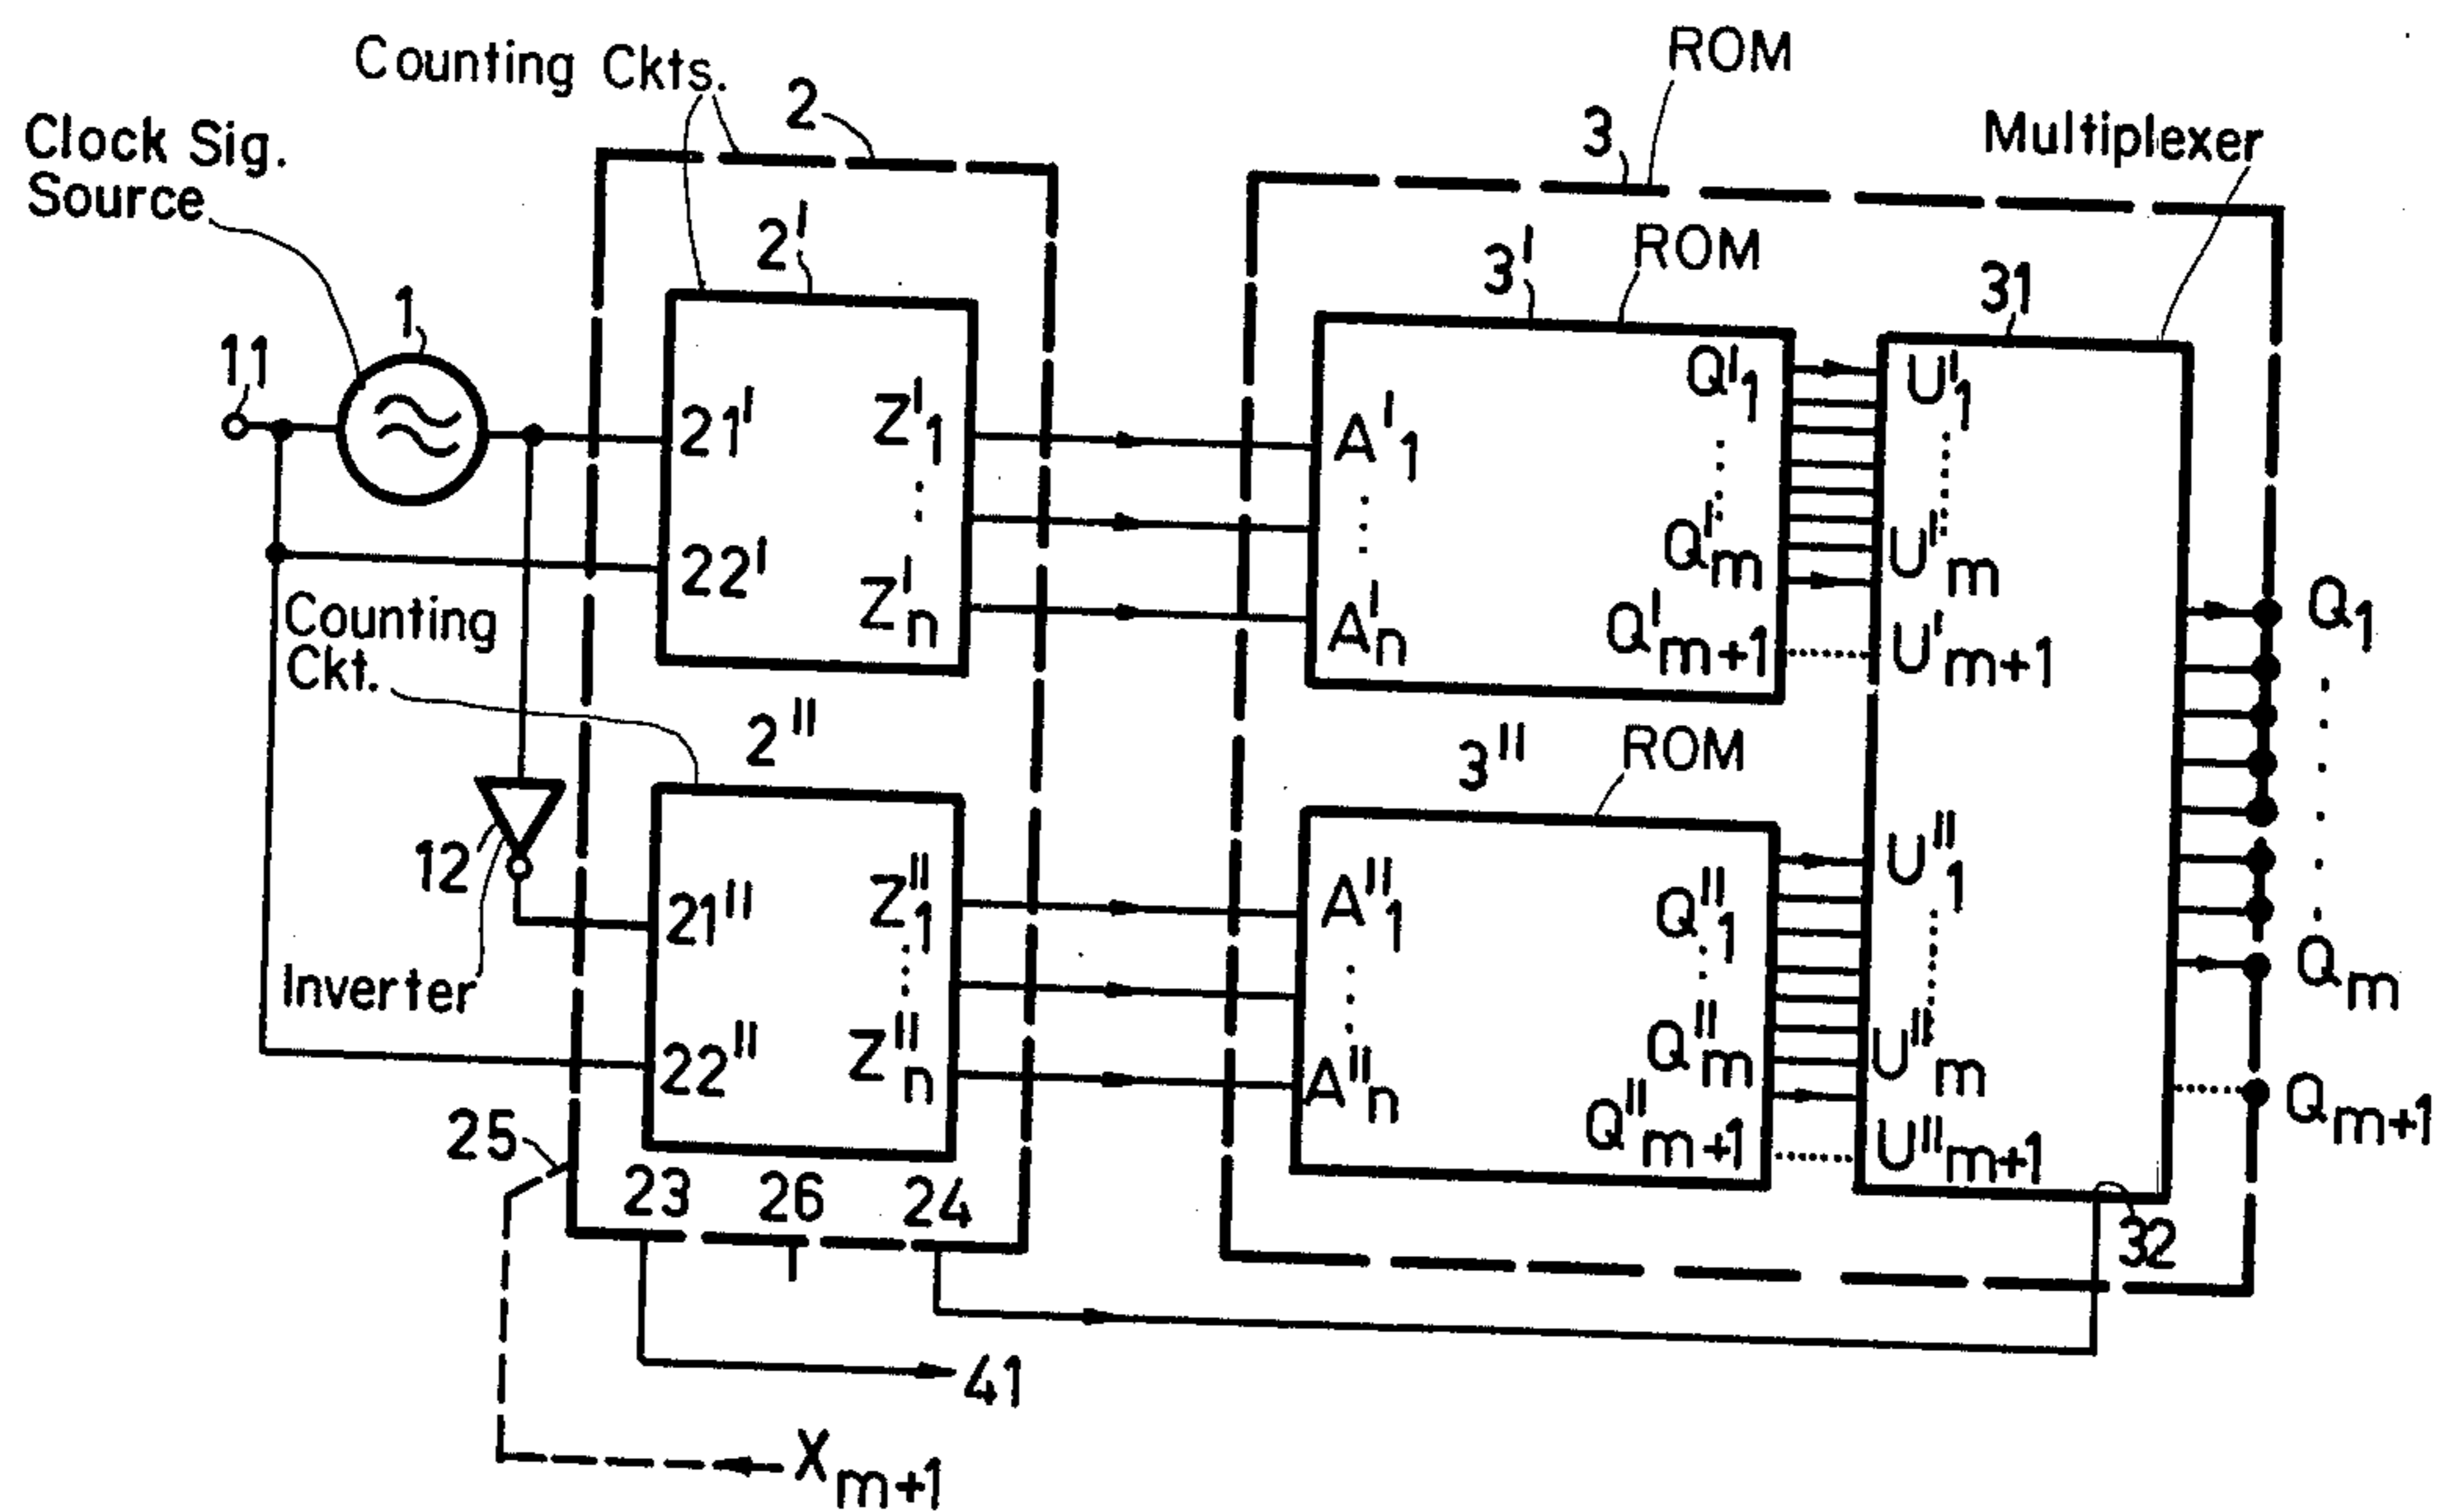 Counting Ckts.
2
ROM
3
Multiplexer
Clock Sig.
Source
2'
3'
ROM
31
1
11
21'
Z'1
A'1
Q'1
U'1
22'
Z'n
A'n
Q'm
U'm
Q'm+1
U'm+1
Q1
Counting
Ckt.
2"
3"
ROM
12
21"
Z"1
A"1
Q"1
U"1
Inverter
22"
Z"n
A"n
Q"m
U"m
Qm
Q"m+1
U"m+1
Qm+1
25
23
26
24
32
41
Xm+1